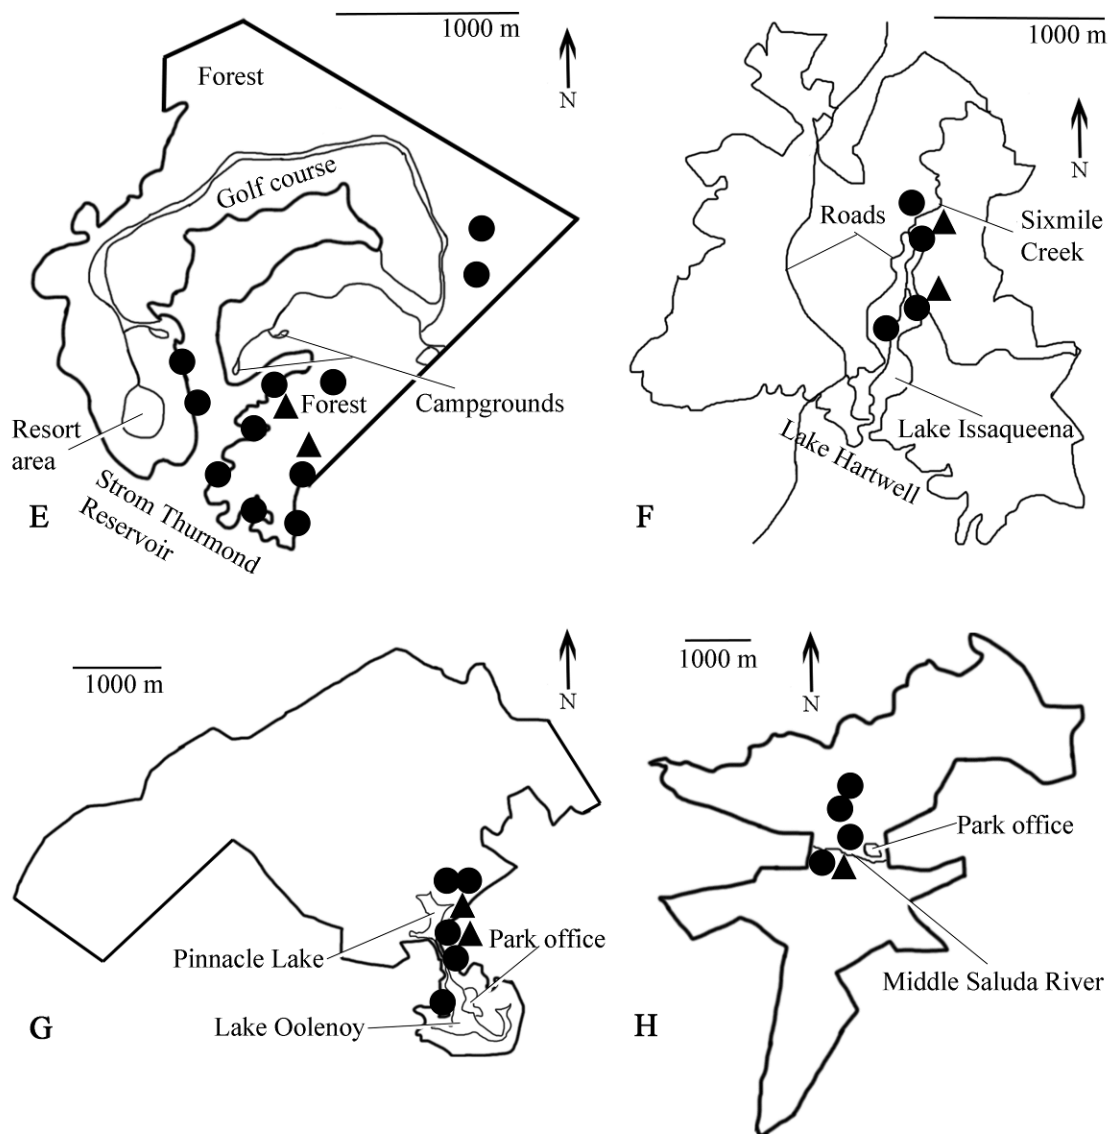 1000 m
N
Forest
Golf course
Forest
Campgrounds
Resort
area
Strom Thurmond
Reservoir
E
1000 m
N
Roads
Sixmile
Creek
Lake Issaqueena
Lake Hartwell
F
1000 m
N
Pinnacle Lake
Park office
Lake Oolenoy
G
1000 m
N
Park office
Middle Saluda River
H